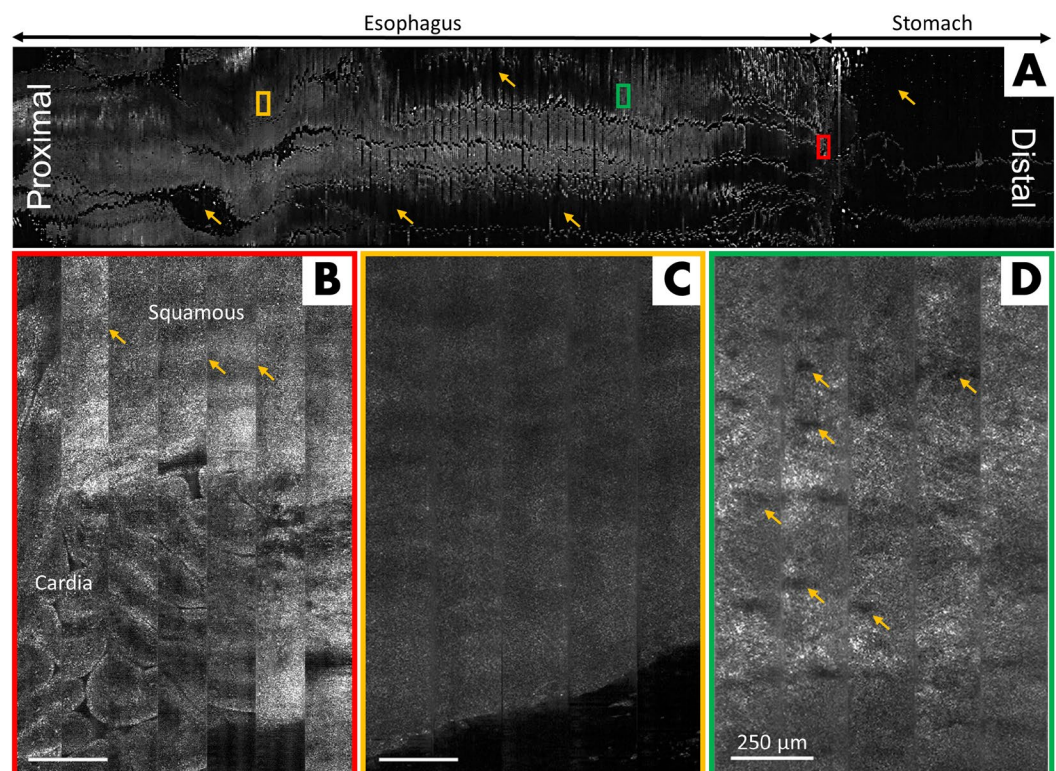 Esophagus
Stomach
A
Proximal
Distal
B
Squamous
Cardia
C
D
250 µm